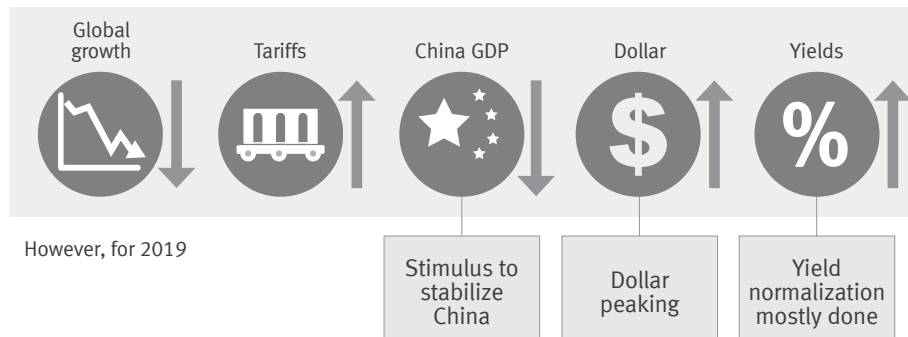 Global
growth
Tariffs
China GDP
Dollar
Yields
$
%
However, for 2019
Stimulus to
stabilize
China
Dollar
peaking
Yield
normalization
mostly done